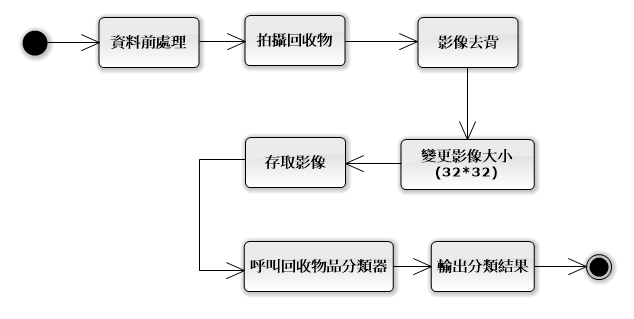 資料前處理
拍攝回收物
影像去背
變更影像大小
(32*32)
存取影像
呼叫回收物品分類器
輸出分類結果